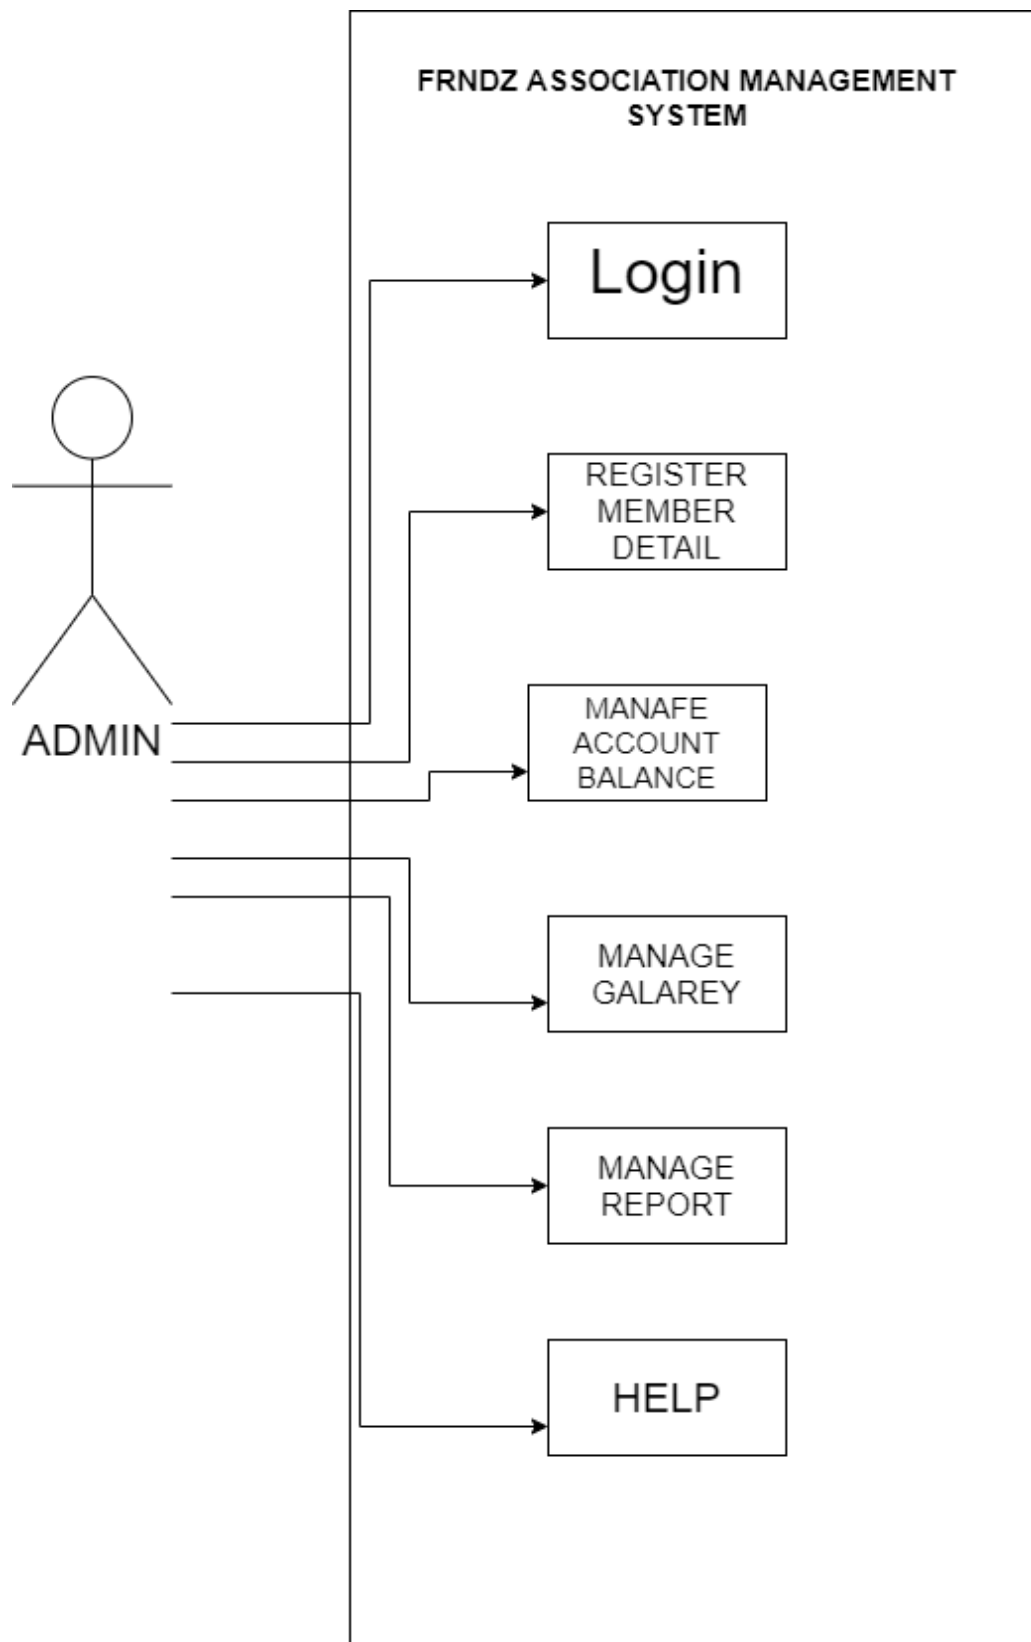 FRNDZ ASSOCIATION MANAGEMENT
SYSTEM
Login
REGISTER
MEMBER
DETAIL
ADMIN
MANAFE
ACCOUNT
BALANCE
MANAGE
GALAREY
MANAGE
REPORT
HELP